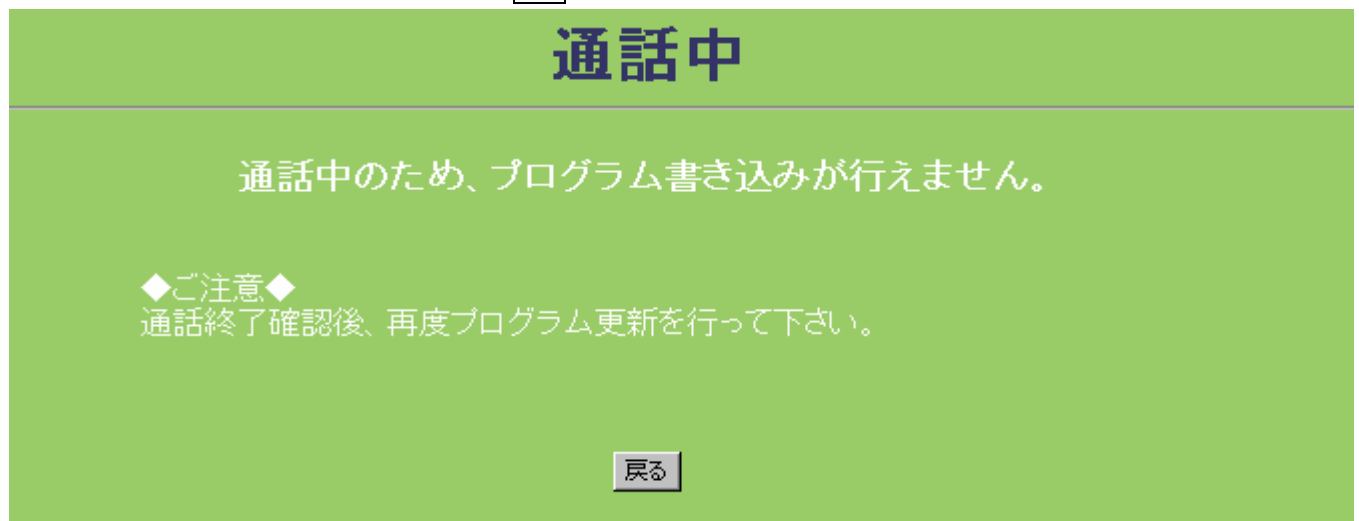 通話中
通話中のため、プログラム書き込みが行えません。
◆ご注意◆
通話終了確認後、再度プログラム更新を行って下さい。
戻る